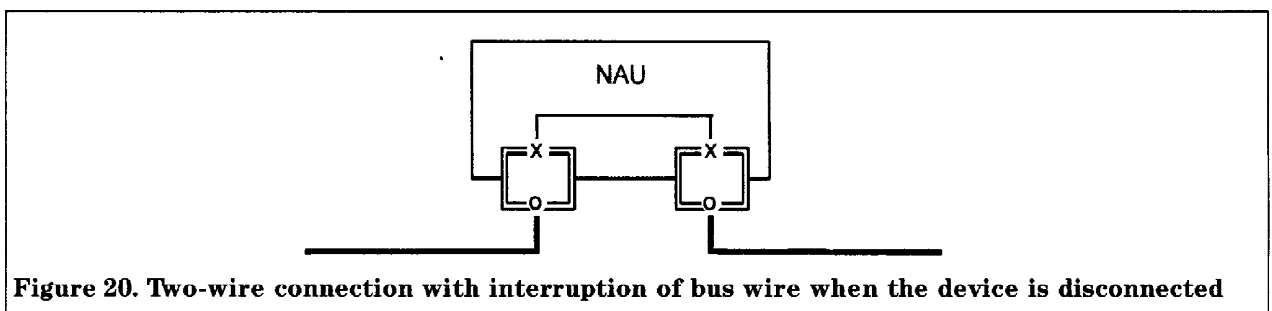 NAU
X X
O O
Figure 20. Two-wire connection with interruption of bus wire when the device is disconnected